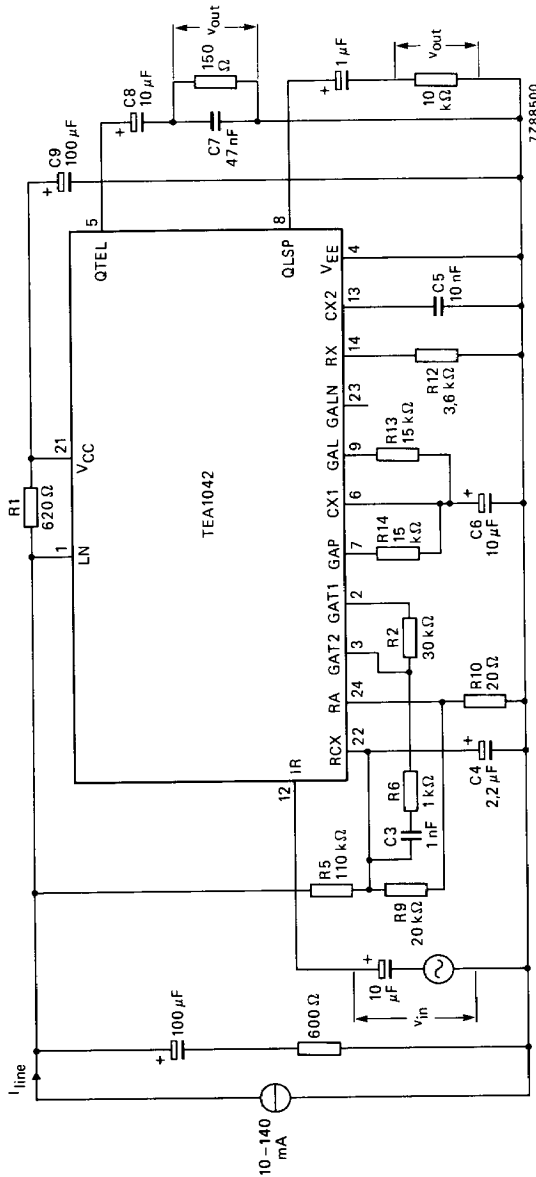 I line
10–140
mA
+
100 μF
600 Ω
vin
+
10
μF
R5
110 kΩ
R9
20 kΩ
C3
1 nF
R6
1 kΩ
C4
2,2 μF
+
R10
20 Ω
R2
30 kΩ
R14
15
kΩ
C6
10 μF
+
R13
15 kΩ
R12
3,6 kΩ
C5
10 nF
R1
620 Ω
TEA1042
1
LN
21
VCC
12
IR
RCX
22
RA
24
GAT2
3
GAT1
2
GAP
7
CX1
6
GAL
9
GALN
23
RX
14
CX2
13
VEE
4
5
QTEL
8
QLSP
C9
100 μF
+
C8
10 μF
+
C7
47 nF
150
Ω
vout
1 μF
+
10
kΩ
vout
7Z88500